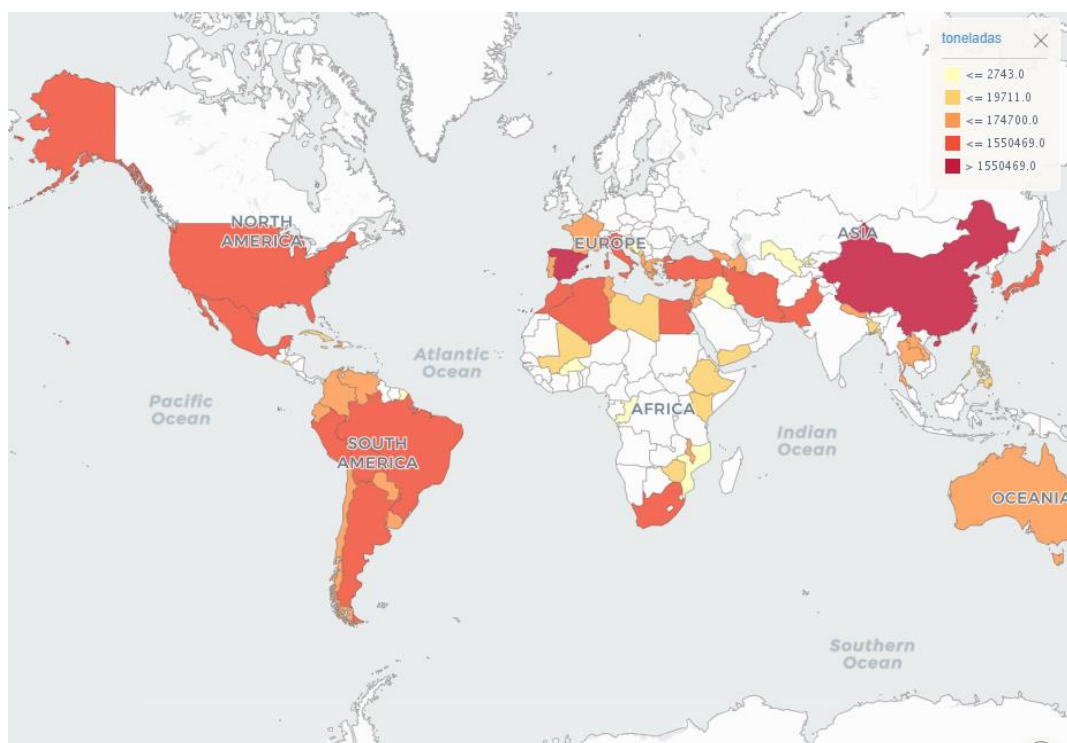 toneladas
<= 2743.0
<= 19711.0
<= 174700.0
<= 1550469.0
> 1550469.0
NORTH
AMERICA
EUROPE
ASIA
Atlantic
Ocean
Pacific
Ocean
AFRICA
Indian
Ocean
SOUTH
AMERICA
OCEANIA
Southern
Ocean